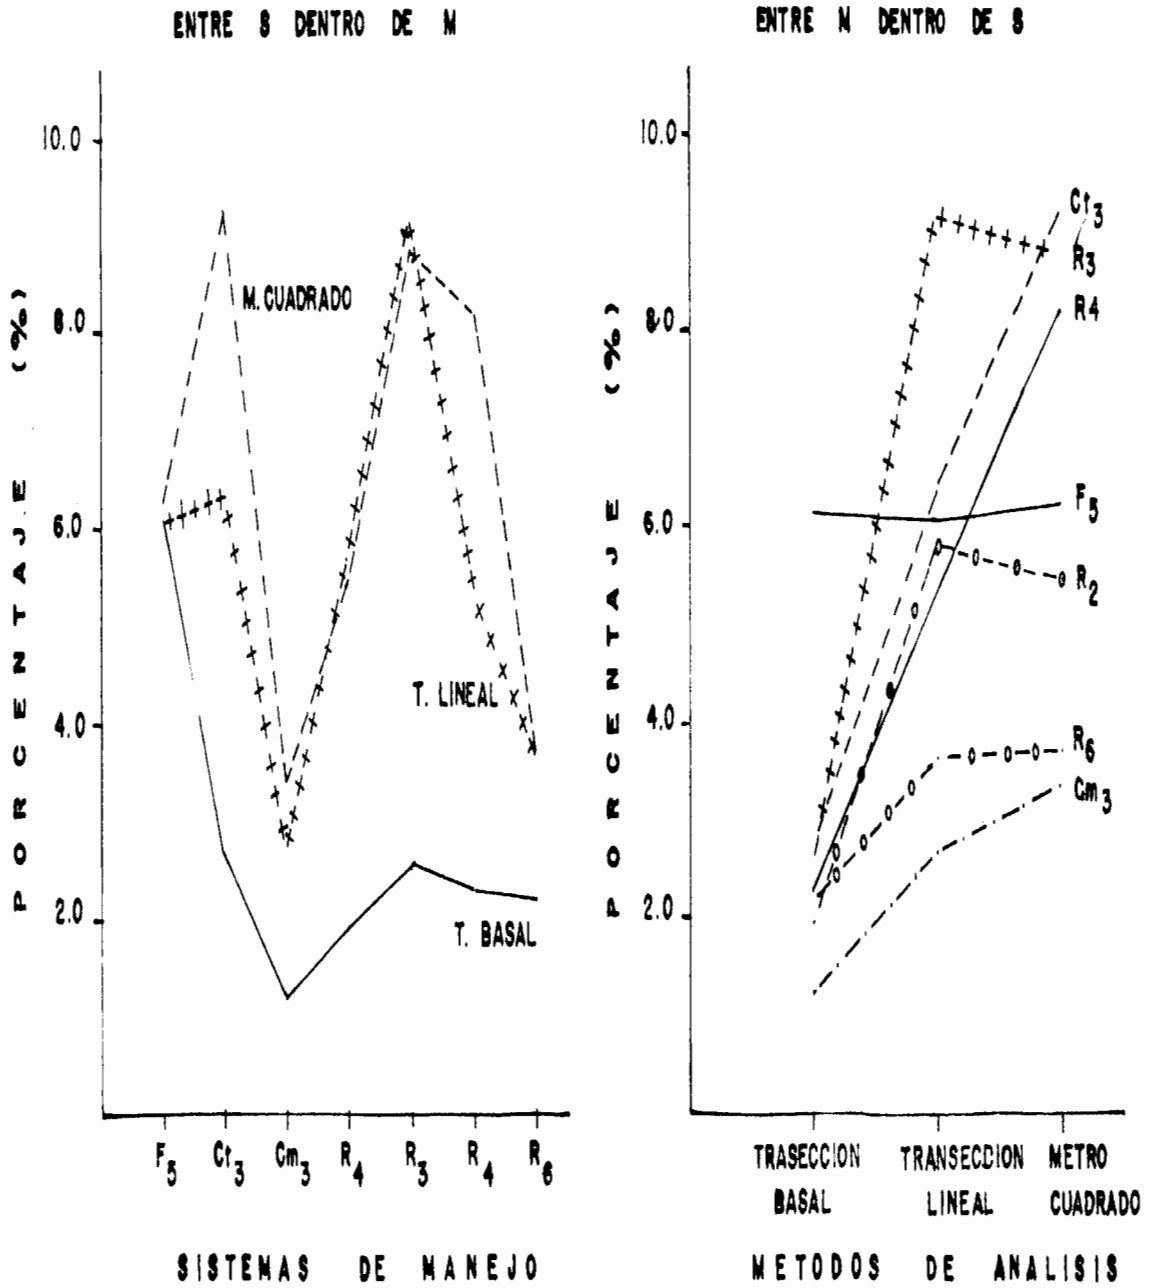 ENTRE S DENTRO DE M
10.0
8.0
6.0
4.0
2.0
PORCENTAJE (%)
M. CUADRADO
T. LINEAL
T. BASAL
F5 Ct3 Cm3 R4 R3 R4 R6
SISTEMAS DE MANEJO
ENTRE M DENTRO DE S
10.0
8.0
6.0
4.0
2.0
PORCENTAJE (%)
Ct3
R3
R4
F5
R2
R6
Cm3
TRASECCION TRANSECCION METRO
BASAL LINEAL CUADRADO
METODOS DE ANALISIS